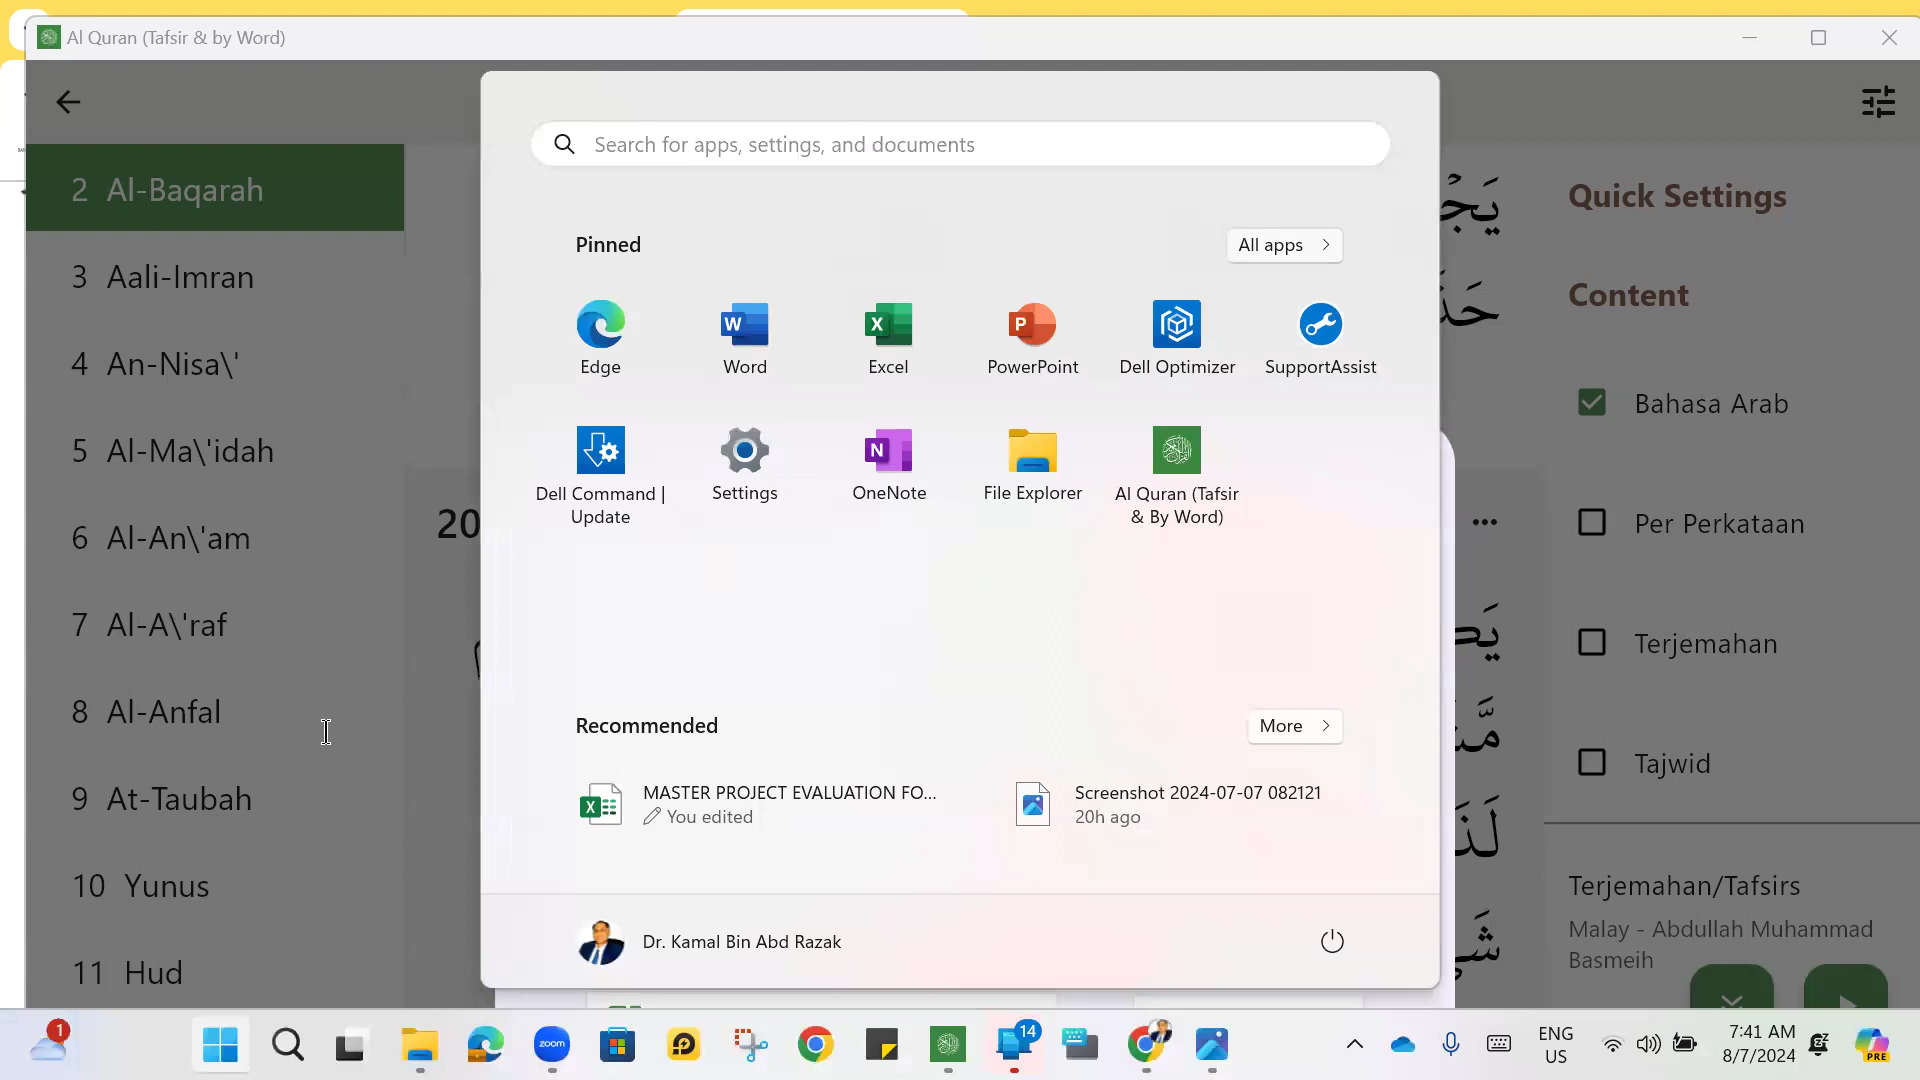 Al Quran (Tafsir & by Word)
Search for apps, settings, and documents
2 Al-Baqarah
3 Aali-Imran
4 An-Nisa\'
5 Al-Ma\'idah
6 Al-An\'am
7 Al-A\'raf
8 Al-Anfal
9 At-Taubah
10 Yunus
11 Hud
20
Pinned
All apps
Edge
Word
Excel
PowerPoint
Dell Optimizer
SupportAssist
Dell Command |
Update
Settings
OneNote
File Explorer
Al Quran (Tafsir
& By Word)
Recommended
More
MASTER PROJECT EVALUATION FO...
You edited
Screenshot 2024-07-07 082121
20h ago
Dr. Kamal Bin Abd Razak
Quick Settings
Content
Bahasa Arab
Per Perkataan
Terjemahan
Tajwid
Terjemahan/Tafsirs
Malay - Abdullah Muhammad
Basmeih
1
zoom
14
ENG
US
7:41 AM
8/7/2024
PRE